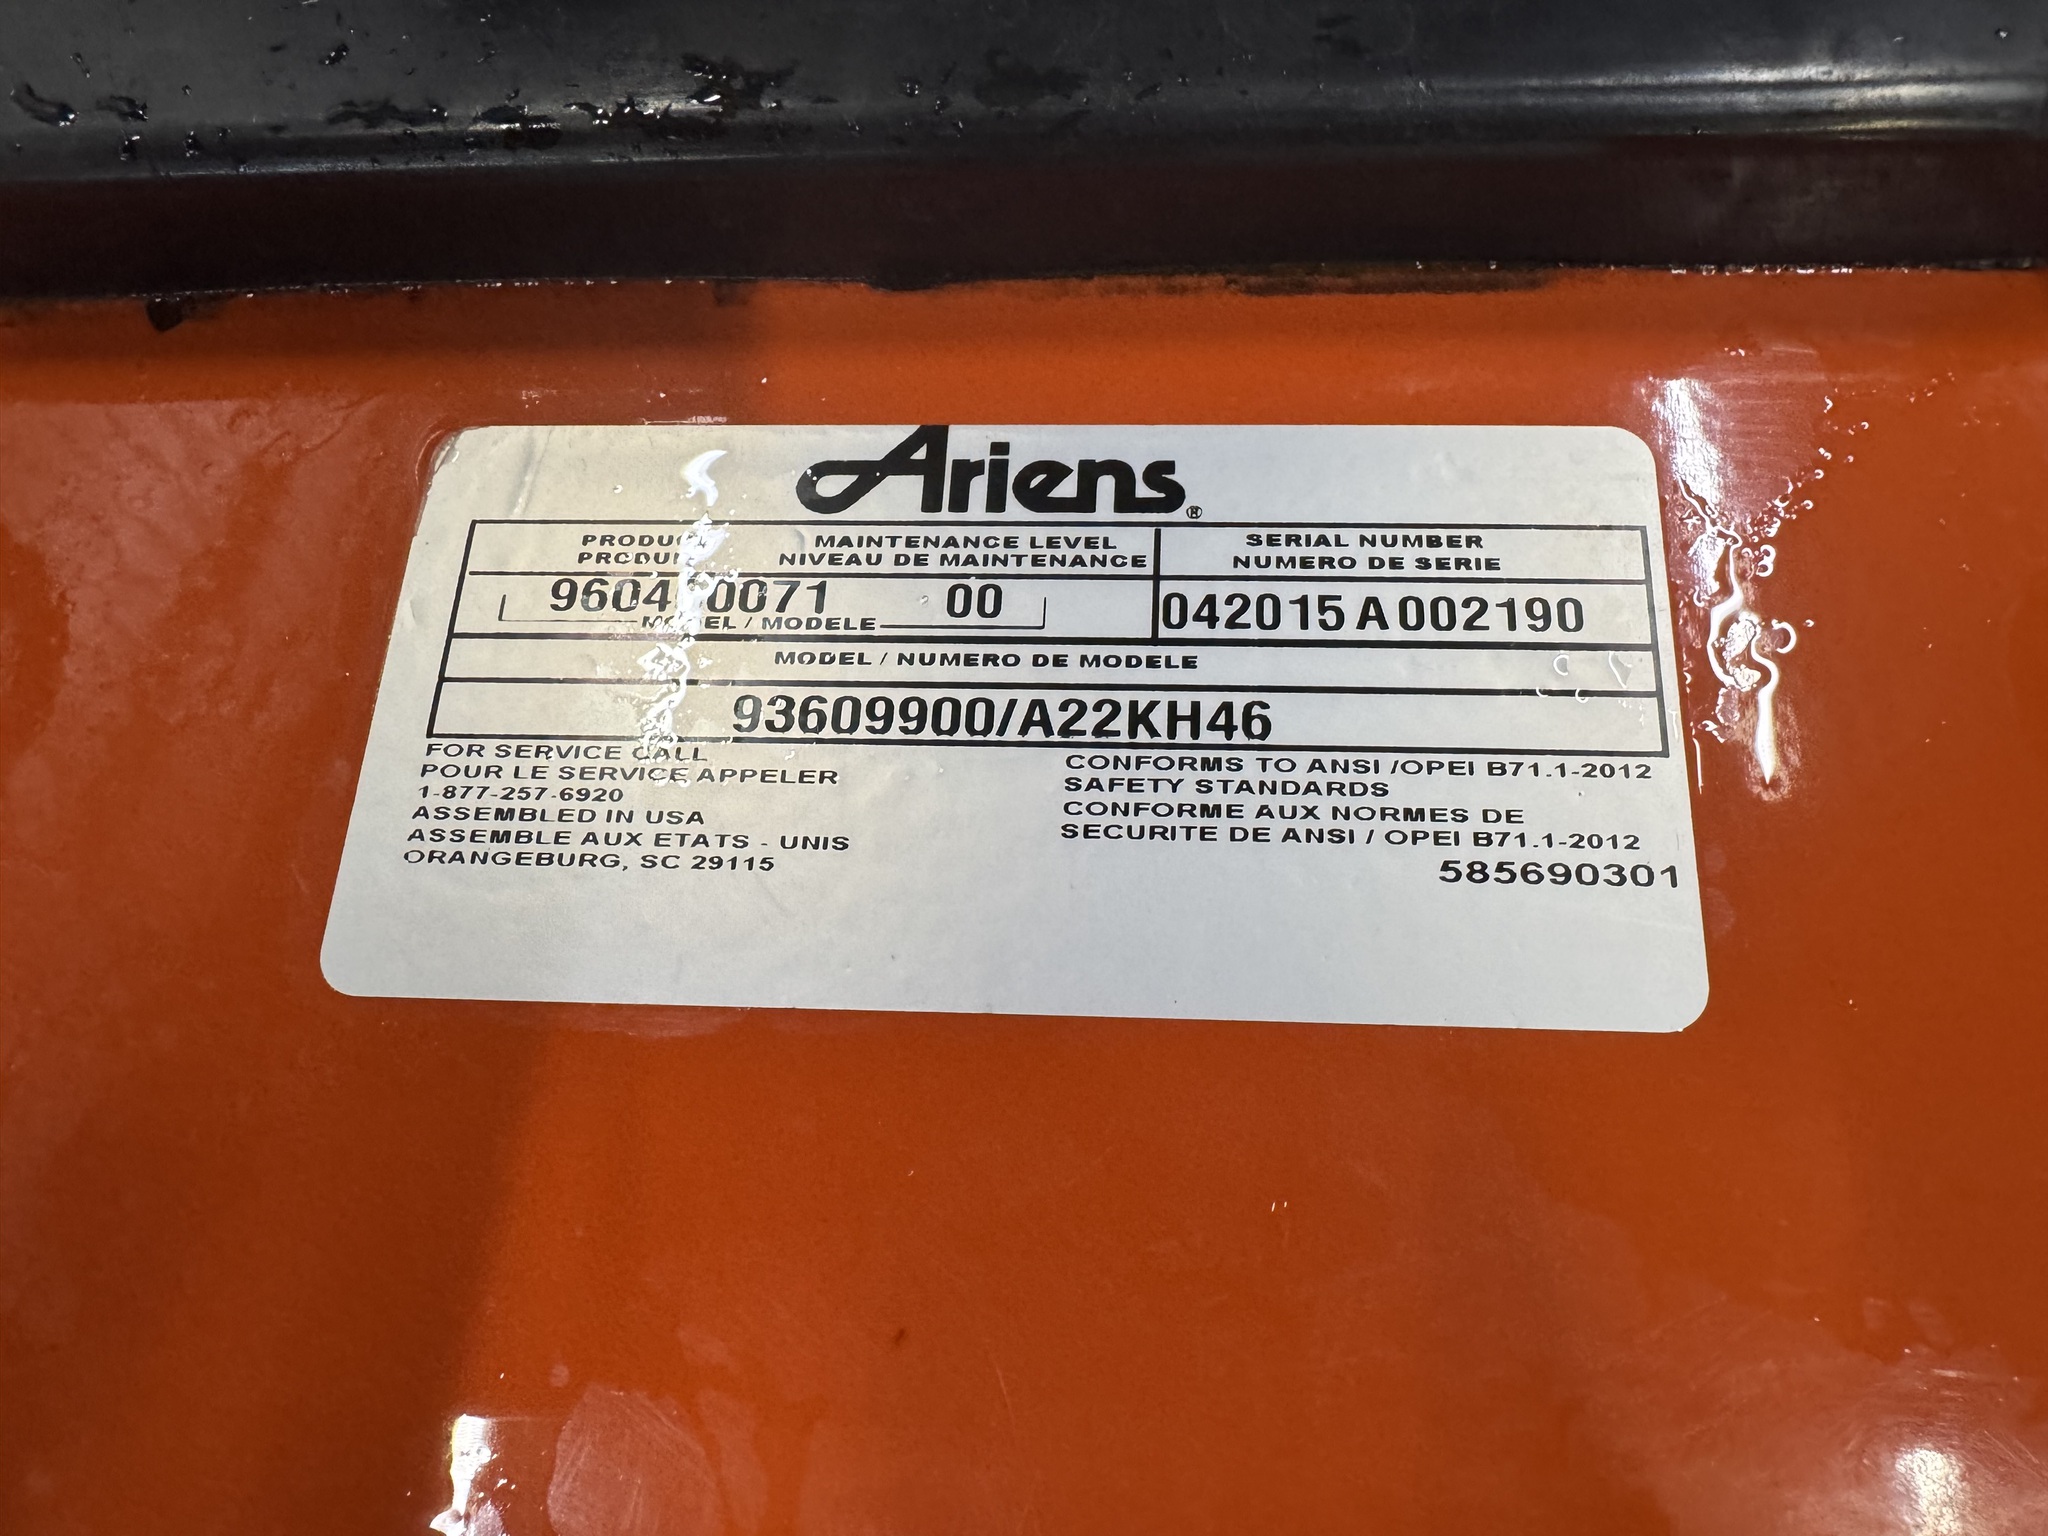 Ariens®
PRODUCT MAINTENANCE LEVEL SERIAL NUMBER
PRODUIT NIVEAU DE MAINTENANCE NUMERO DE SERIE
00 042015 A 002190
MODEL / MODELE
MODEL / NUMERO DE MODELE
93609900/A22KH46
FOR SERVICE CALL
POUR LE SERVICE APPELER
1-877-257-6920
ASSEMBLED IN USA
ASSEMBLE AUX ETATS - UNIS
ORANGEBURG, SC 29115
CONFORMS TO ANSI /OPEI B71.1-2012
SAFETY STANDARDS
CONFORME AUX NORMES DE
SECURITE DE ANSI / OPEI B71.1-2012
585690301